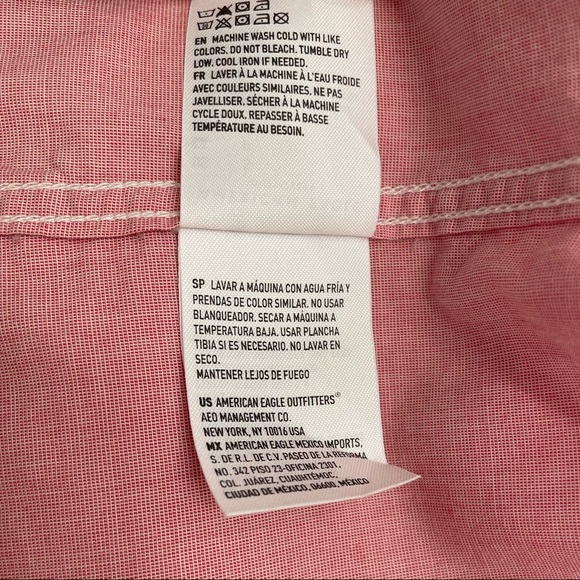 EN MACHINE WASH COLD WITH LIKE
COLORS. DO NOT BLEACH. TUMBLE DRY
LOW. COOL IRON IF NEEDED.
FR LAVER À LA MACHINE À L'EAU FROIDE
AVEC COULEURS SIMILAIRES. NE PAS
JAVELLISER. SÉCHER À LA MACHINE
CYCLE DOUX. REPASSER À BASSE
TEMPÉRATURE AU BESOIN.
SP LAVAR A MÁQUINA CON AGUA FRÍA Y
PRENDAS DE COLOR SIMILAR. NO USAR
BLANQUEADOR. SECAR A MÁQUINA A
TEMPERATURA BAJA. USAR PLANCHA
TIBIA SI ES NECESARIO. NO LAVAR EN
SECO.
MANTENER LEJOS DE FUEGO
US AMERICAN EAGLE OUTFITTERS®
AEO MANAGEMENT CO.
NEW YORK, NY 10016 USA
MX AMERICAN EAGLE MEXICO IMPORTS,
S. DE R.L. DE C.V. PASEO DE LA REFORMA
NO. 342 PISO 23-OFICINA 2301,
COL. JUÁREZ, CUAUHTÉMOC,
CIUDAD DE MÉXICO, 06600, MÉXICO